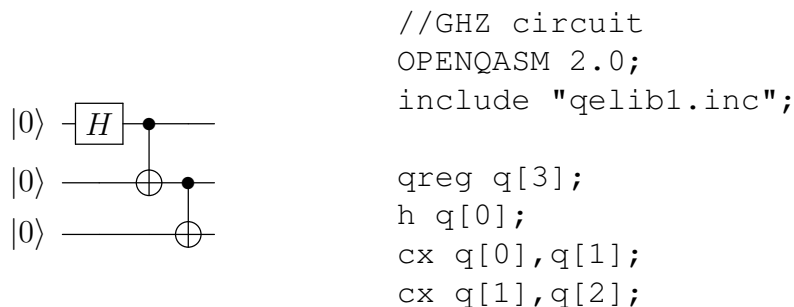 //GHZ circuit
OPENQASM 2.0;
include "qelib1.inc";
|0⟩ H
|0⟩
|0⟩
qreg q[3];
h q[0];
cx q[0],q[1];
cx q[1],q[2];